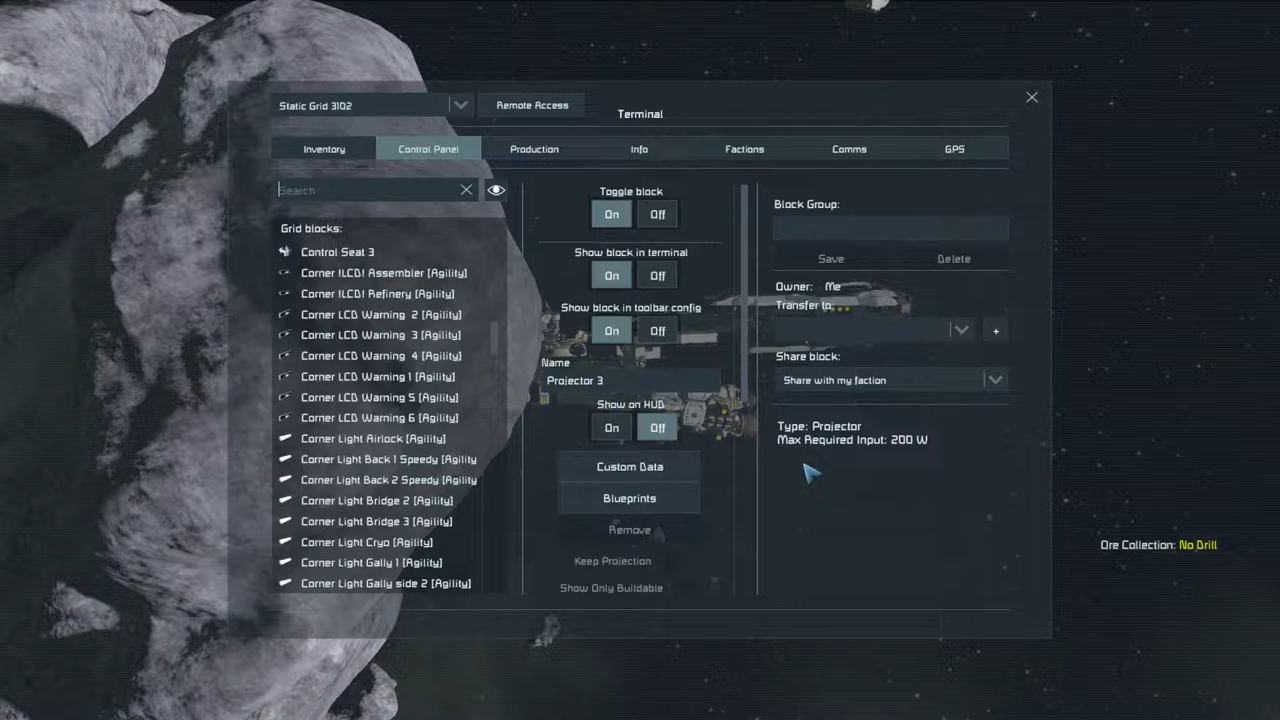 Static Grid 3102
Remote Access
Terminal
Inventory
Control Panel
Production
Info
Factions
Comms
GPS
Search
Grid blocks:
Control Seat 3
Corner !LCD! Assembler [Agility]
Corner !LCD! Refinery [Agility]
Corner LCD Warning  2 [Agility]
Corner LCD Warning  3 [Agility]
Corner LCD Warning  4 [Agility]
Corner LCD Warning 1 [Agility]
Corner LCD Warning 5 [Agility]
Corner LCD Warning 6 [Agility]
Corner Light Airlock [Agility]
Corner Light Back 1 Speedy [Agility
Corner Light Back 2 Speedy [Agility
Corner Light Bridge 2 [Agility]
Corner Light Bridge 3 [Agility]
Corner Light Cryo [Agility]
Corner Light Gally 1 [Agility]
Corner Light Gally side 2 [Agility]
Toggle block
On Off
Show block in terminal
On Off
Show block in toolbar config
On Off
Name
Projector 3
Show on HUD
On Off
Custom Data
Blueprints
Remove
Keep Projection
Show Only Buildable
Block Group:
Save Delete
Owner: Me
Transfer to:
+
Share block:
Share with my faction
Type: Projector
Max Required Input: 200 W
Ore Collection: No Drill